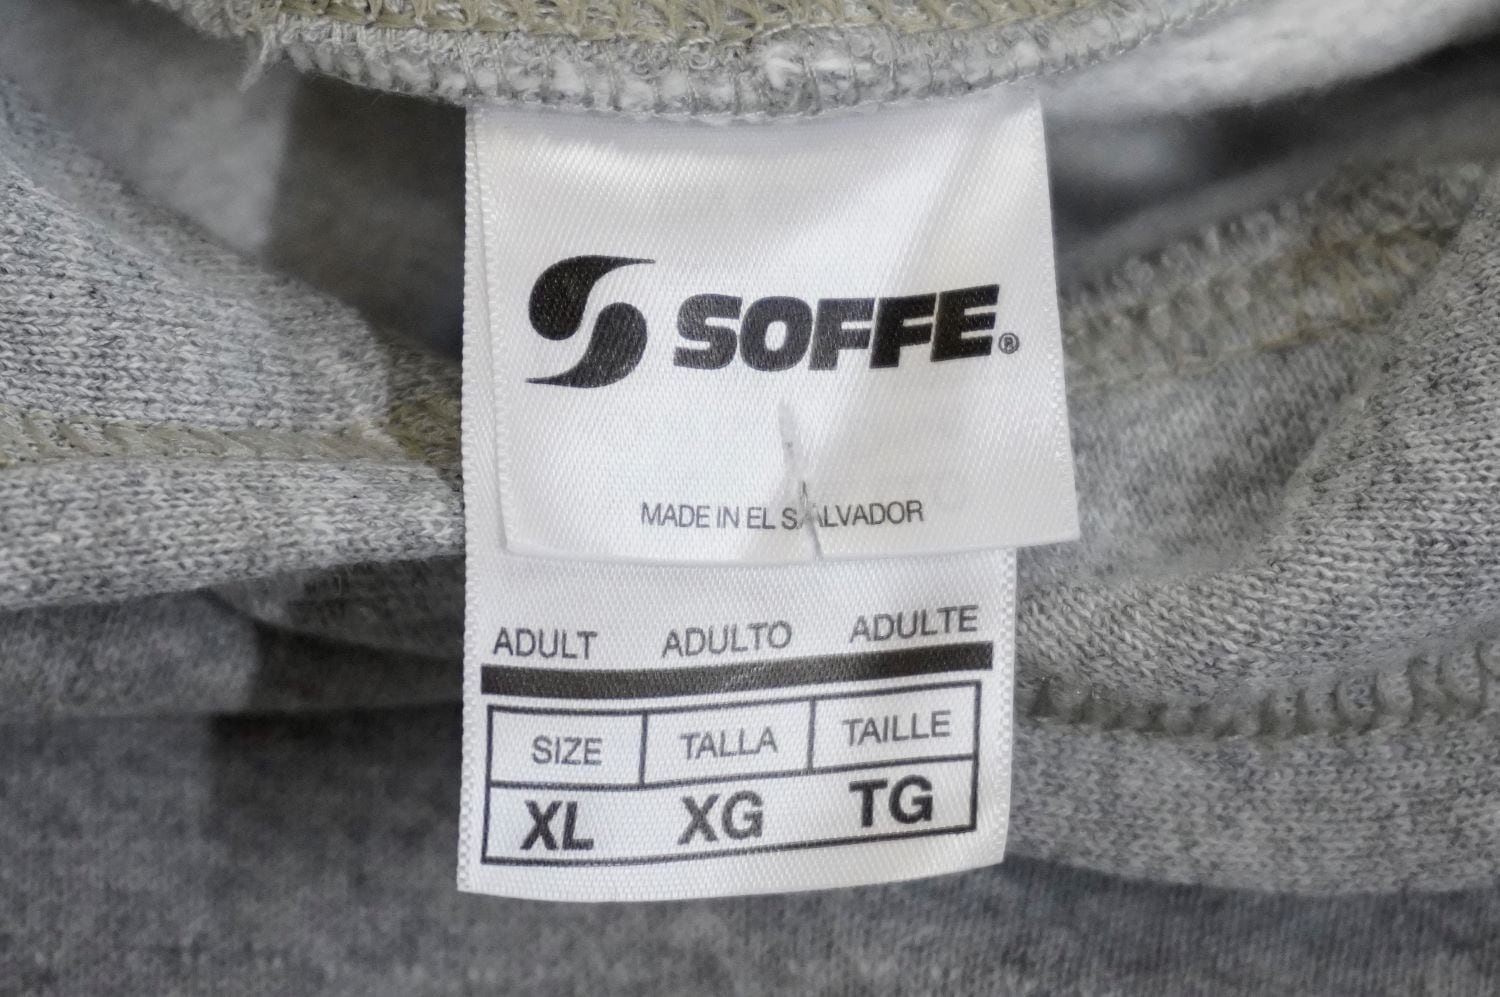 SOFFE®
MADE IN EL SALVADOR
ADULT ADULTO ADULTE
SIZE TALLA TAILLE
XL XG TG